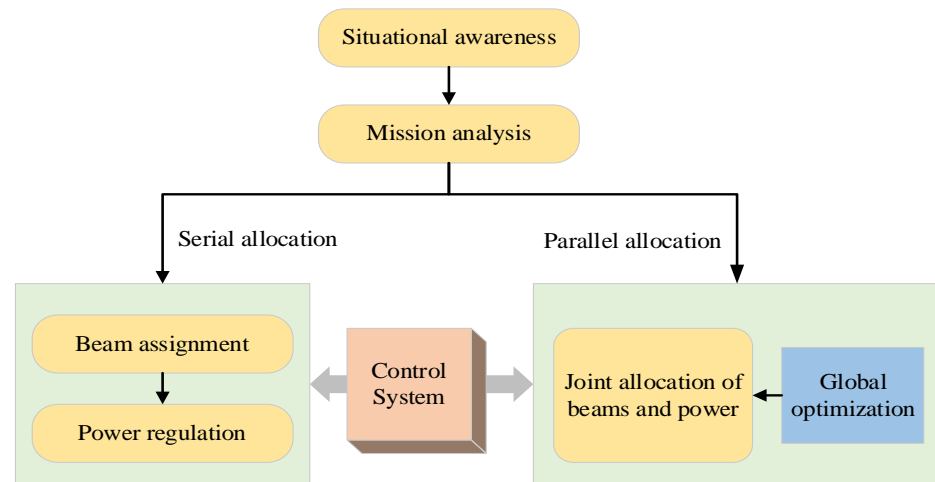 Situational awareness
Mission analysis
Serial allocation
Parallel allocation
Beam assignment
Power regulation
Control
System
Joint allocation of
beams and power
Global
optimization